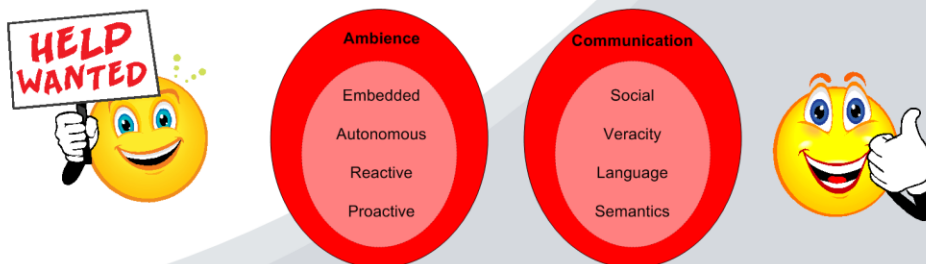 HELP
WANTED
Ambience
Embedded
Autonomous
Reactive
Proactive
Communication
Social
Veracity
Language
Semantics